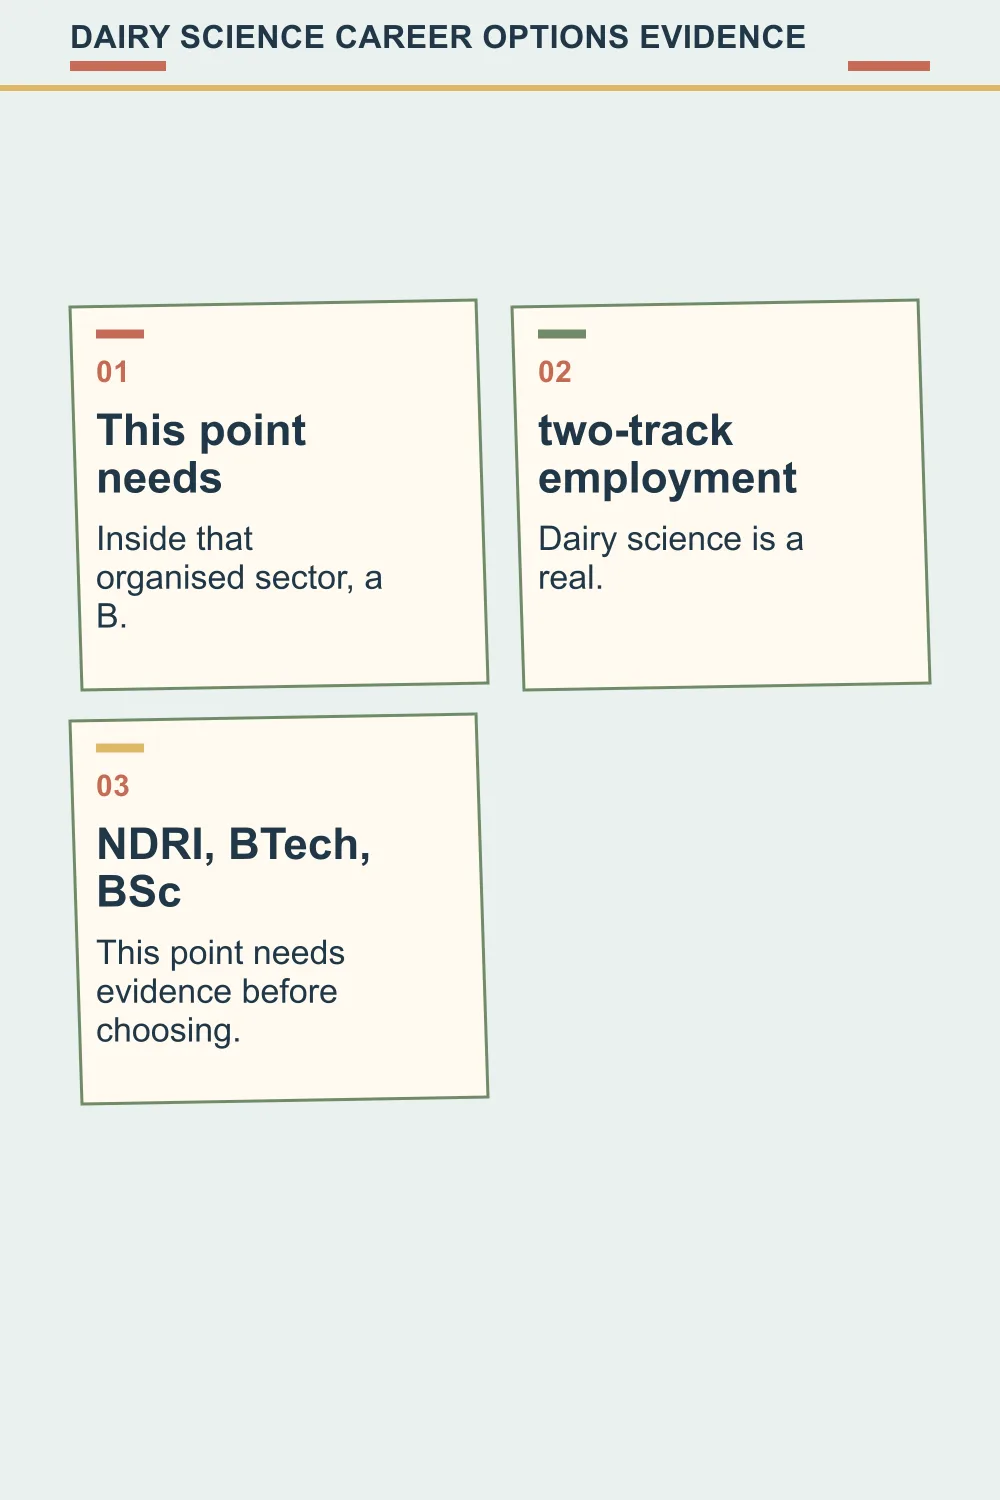 DAIRY SCIENCE CAREER OPTIONS EVIDENCE
01
This point
needs
Inside that
organised sector, a
B.
02
two-track
employment
Dairy science is a
real.
03
NDRI, BTech,
BSc
This point needs
evidence before
choosing.